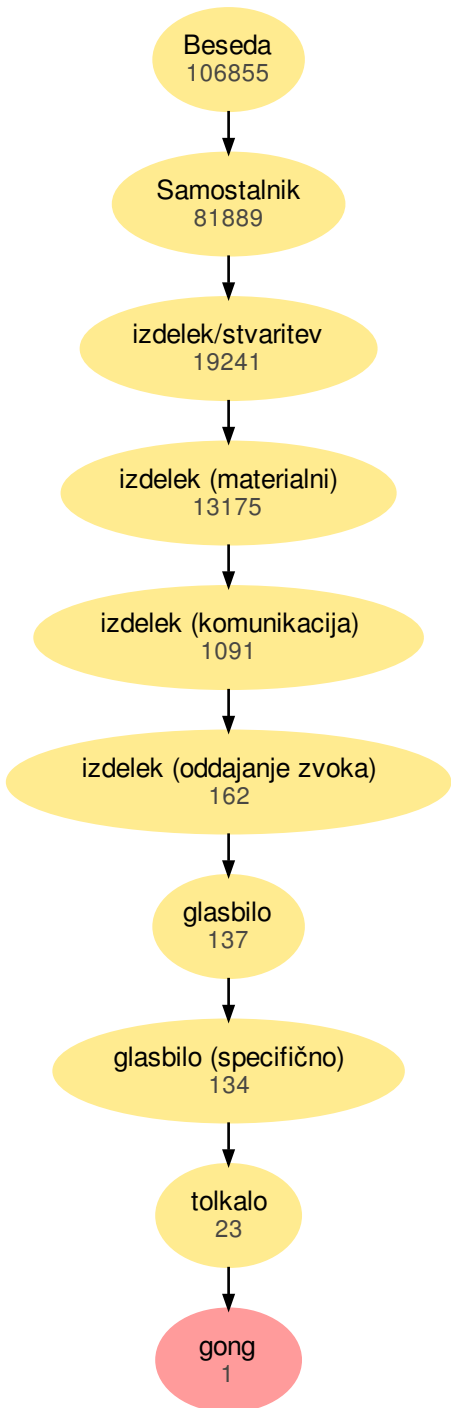 Beseda
106855
Samostalnik
81889
izdelek/stvaritev
19241
izdelek (materialni)
13175
izdelek (komunikacija)
1091
izdelek (oddajanje zvoka)
162
glasbilo
137
glasbilo (specifično)
134
tolkalo
23
gong
1